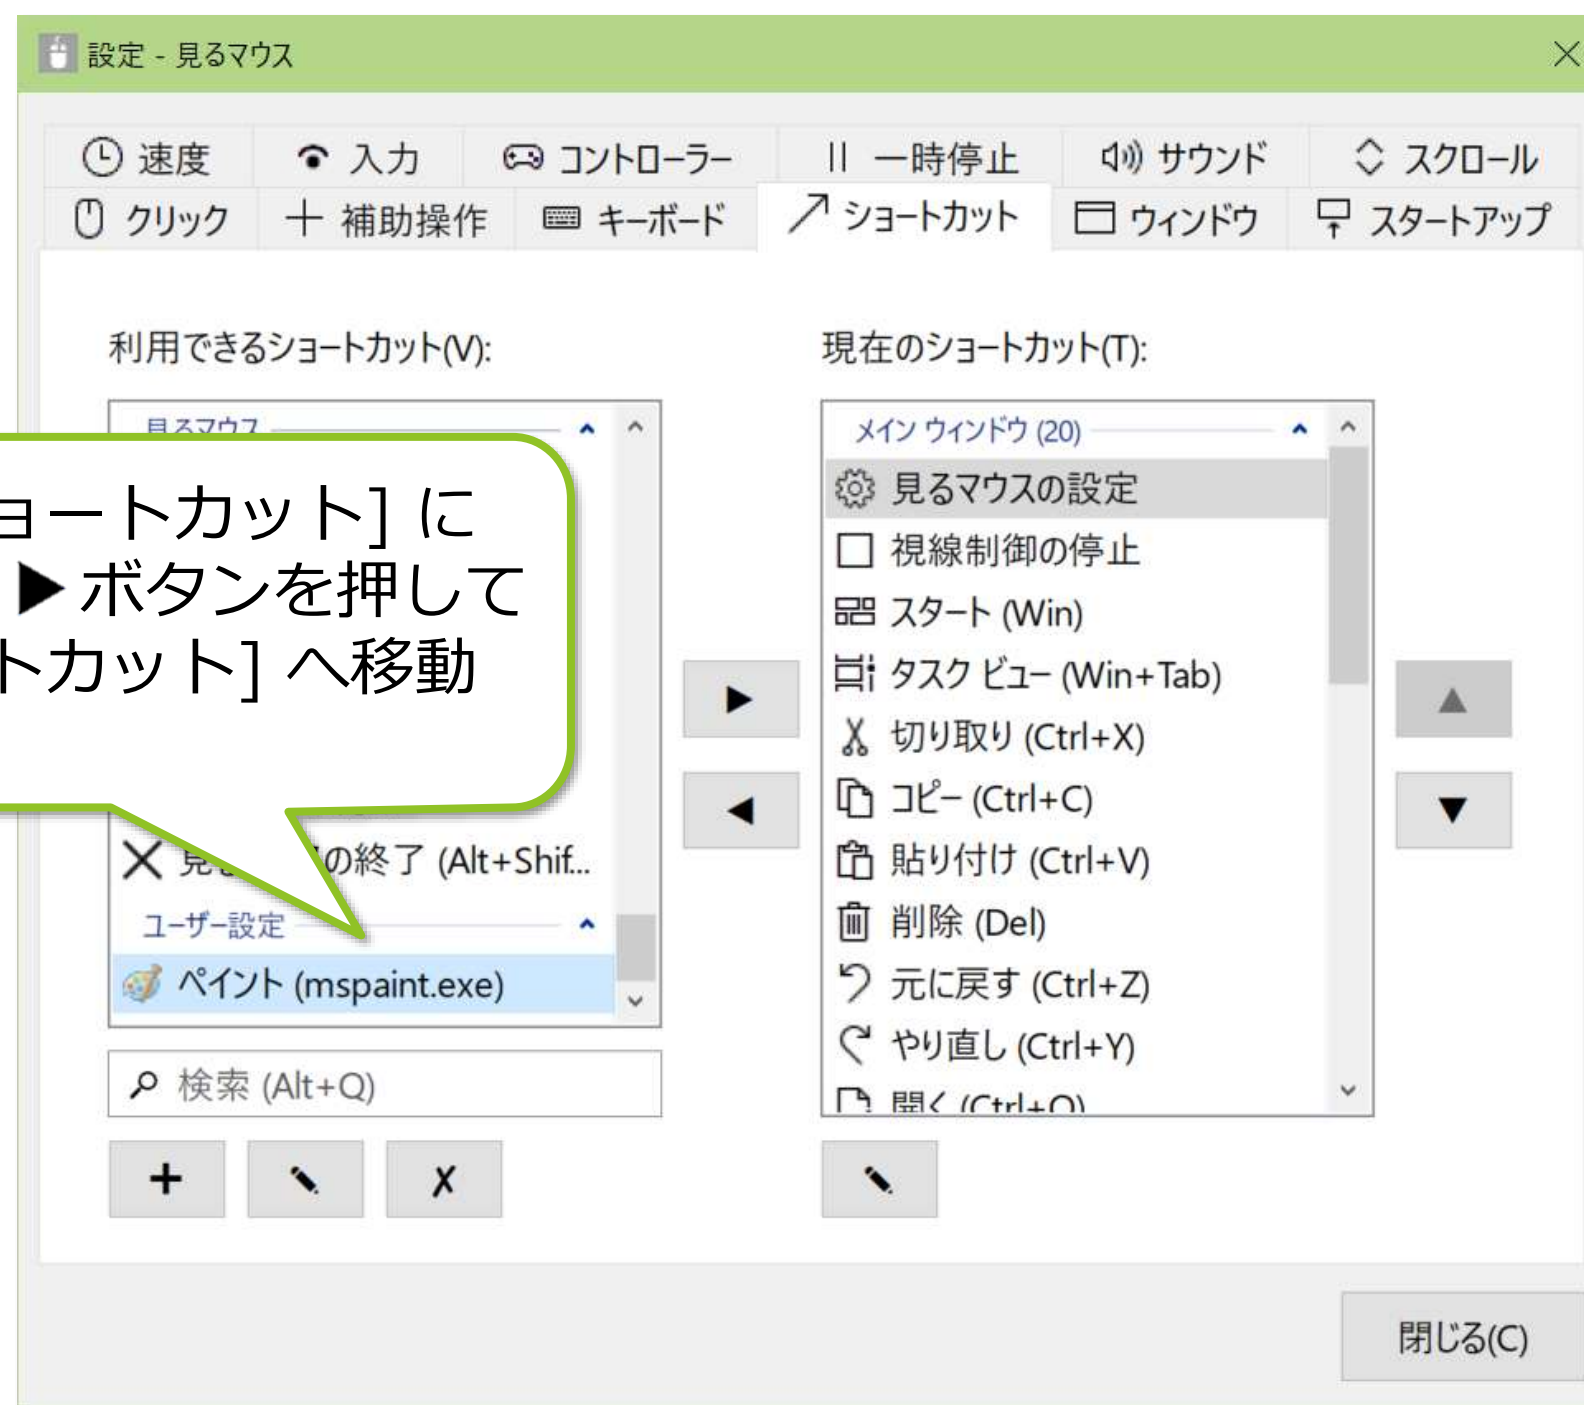 設定 - 見るマウス
速度 入力 コントローラー 一時停止 サウンド スクロール
クリック 補助操作 キーボード ショートカット ウィンドウ スタートアップ
利用できるショートカット(V):
見るマウス
ョートカット] に
▶ボタンを押して
トカット] へ移動
の終了 (Alt+Shif...
ユーザー設定
ペイント (mspaint.exe)
検索 (Alt+Q)
現在のショートカット(T):
メイン ウィンドウ (20)
見るマウスの設定
視線制御の停止
スタート (Win)
タスク ビュー (Win+Tab)
切り取り (Ctrl+X)
コピー (Ctrl+C)
貼り付け (Ctrl+V)
削除 (Del)
元に戻す (Ctrl+Z)
やり直し (Ctrl+Y)
開く (Ctrl+O)
閉じる(C)